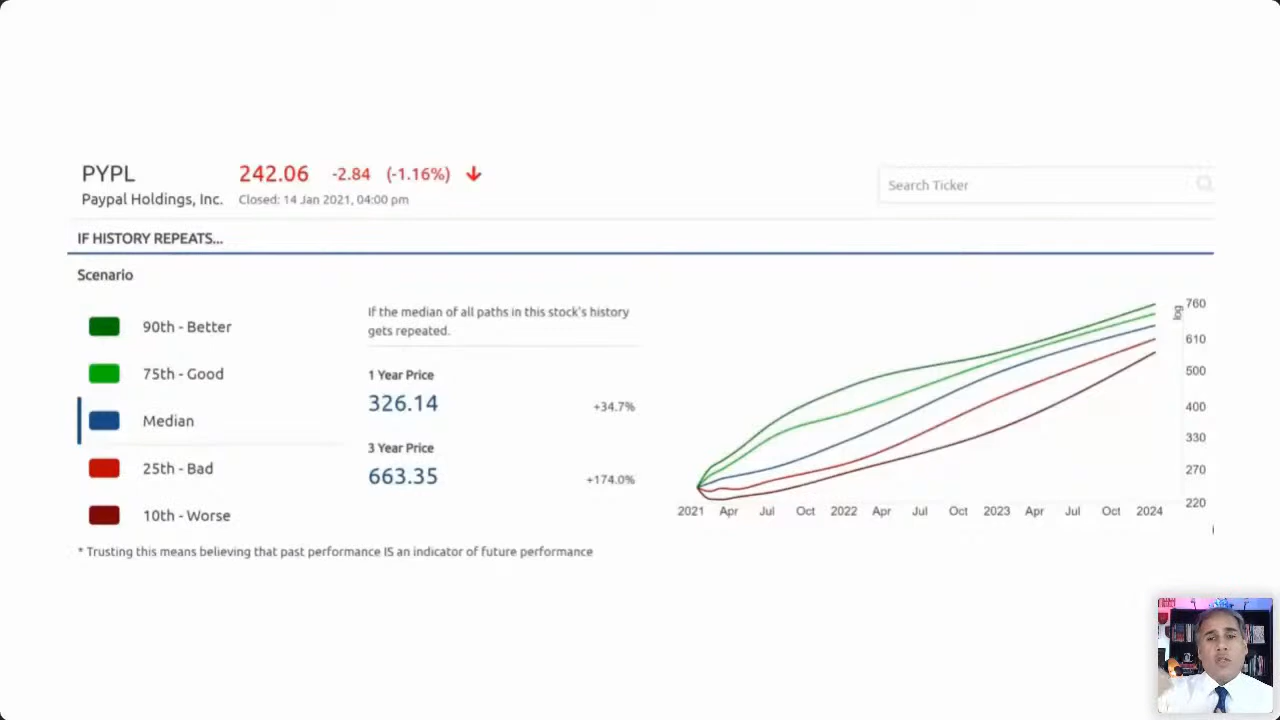 PYPL 242.06 -2.84 (-1.16%)
Paypal Holdings, Inc. Closed: 14 Jan 2021, 04:00 pm
Search Ticker
IF HISTORY REPEATS...
Scenario
90th - Better
75th - Good
Median
25th - Bad
10th - Worse
If the median of all paths in this stock's history
gets repeated.
1 Year Price
326.14 +34.7%
3 Year Price
663.35 +174.0%
log
760
610
500
400
330
270
220
2021 Apr Jul Oct 2022 Apr Jul Oct 2023 Apr Jul Oct 2024
* Trusting this means believing that past performance IS an indicator of future performance